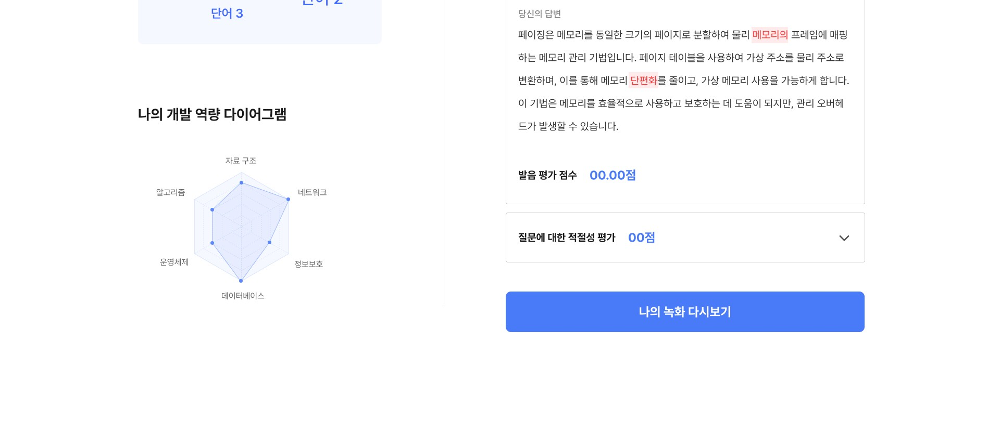 단어 2
단어 3
나의 개발 역량 다이어그램
자료 구조
알고리즘
네트워크
운영체제
정보보호
데이터베이스
당신의 답변
페이징은 메모리를 동일한 크기의 페이지로 분할하여 물리 메모리의 프레임에 매핑
하는 메모리 관리 기법입니다. 페이지 테이블을 사용하여 가상 주소를 물리 주소로
변환하며, 이를 통해 메모리 단편화를 줄이고, 가상 메모리 사용을 가능하게 합니다.
이 기법은 메모리를 효율적으로 사용하고 보호하는 데 도움이 되지만, 관리 오버헤
드가 발생할 수 있습니다.
발음 평가 점수 00.00점
질문에 대한 적절성 평가 00점
나의 녹화 다시보기